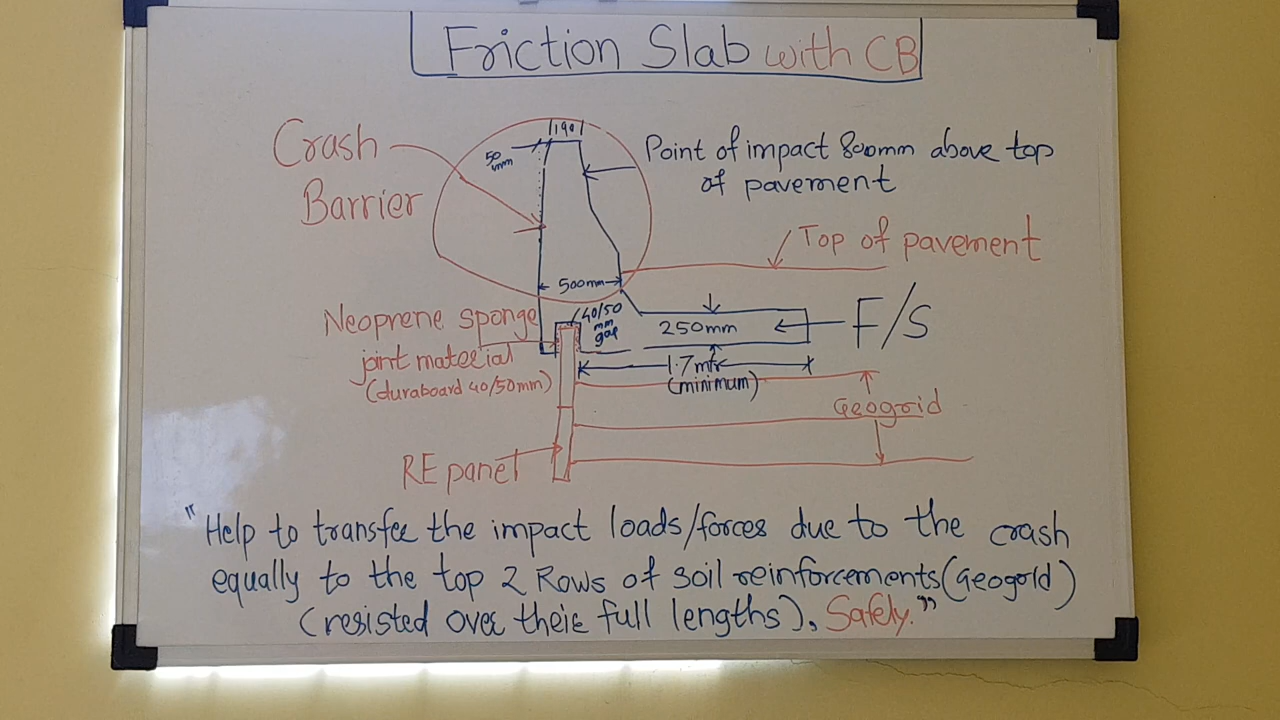 Friction Slab with CB
190
50 mm
Crash
Barrier
Point of impact 800mm above top
of pavement
Top of pavement
500mm
Neoprene sponge
joint material
(duraboard 40/50mm)
40/50
mm
gap
250mm
F/S
1.7mtr
(minimum)
Geogrid
RE panel
"Help to transfer the impact loads/forces due to the crash
equally to the top 2 Rows of soil reinforcements (Geogrid)
(resisted over their full lengths), Safely."